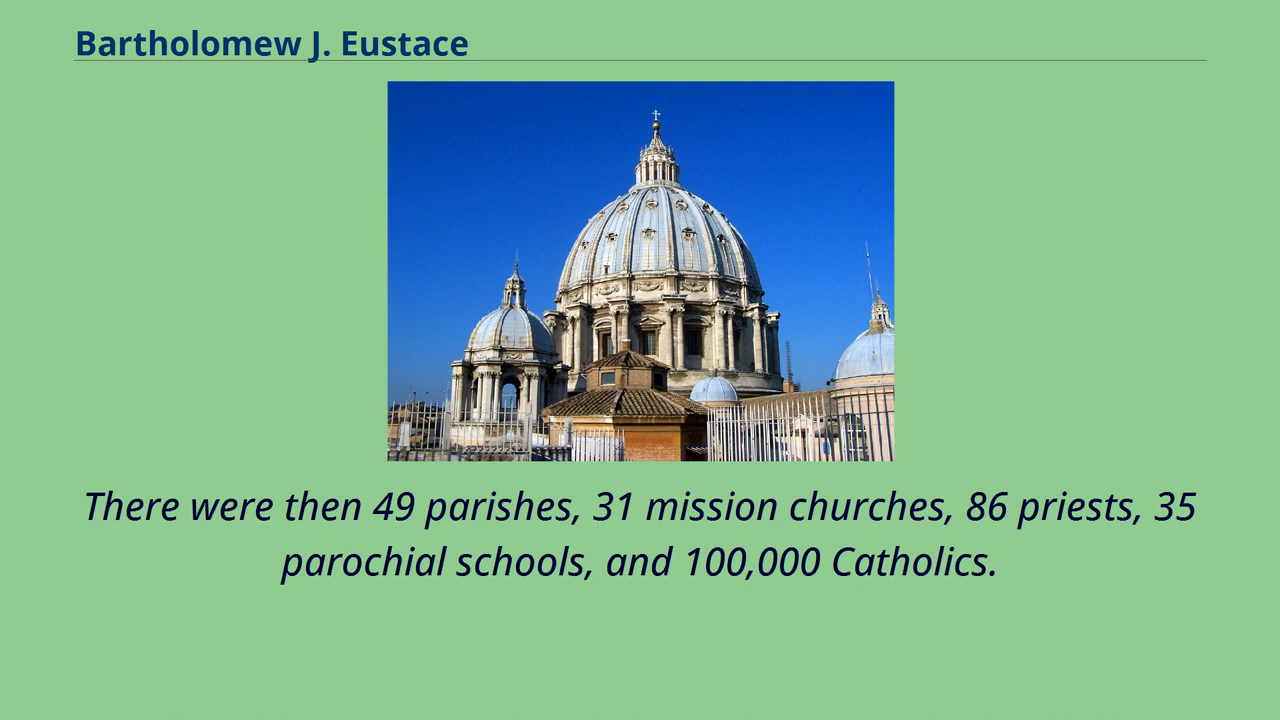 Bartholomew J. Eustace
There were then 49 parishes, 31 mission churches, 86 priests, 35
parochial schools, and 100,000 Catholics.